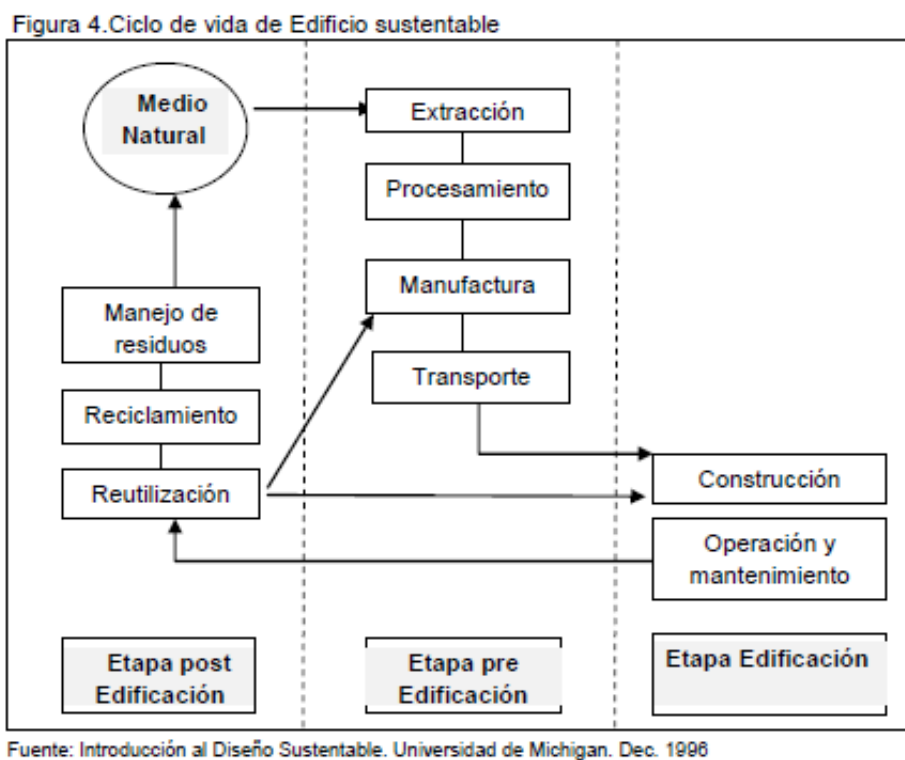 Figura 4.Ciclo de vida de Edificio sustentable
Medio
Natural
Extracción
Procesamiento
Manufactura
Transporte
Manejo de
residuos
Reciclamiento
Reutilización
Construcción
Operación y
mantenimiento
Etapa post
Edificación
Etapa pre
Edificación
Etapa Edificación
Fuente: Introducción al Diseño Sustentable. Universidad de Michigan. Dec. 1996